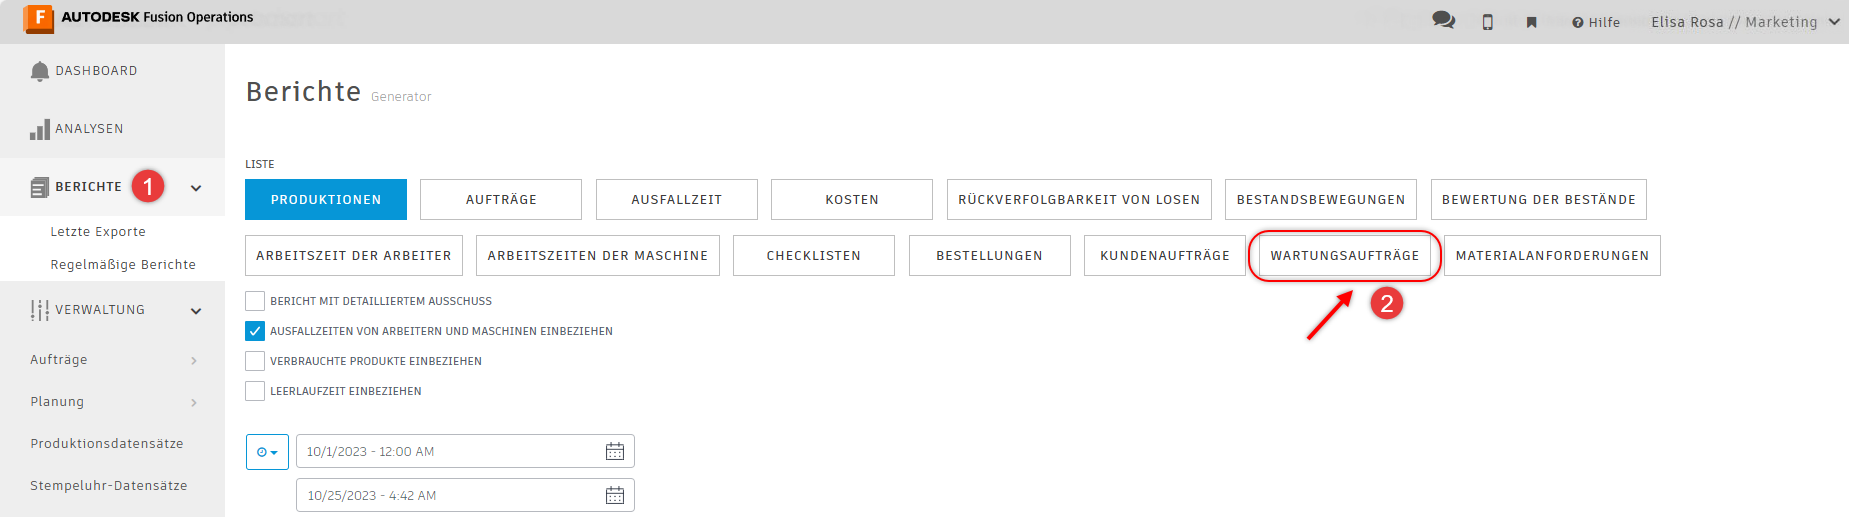 AUTODESK Fusion Operations
Hilfe
Elisa Rosa // Marketing
DASHBOARD
ANALYSEN
BERICHTE 1
Letzte Exporte
Regelmäßige Berichte
VERWALTUNG
Aufträge
Planung
Produktionsdatensätze
Stempeluhr-Datensätze
Berichte Generator
LISTE
PRODUKTIONEN AUFTRÄGE AUSFALLZEIT KOSTEN RÜCKVERFOLGBARKEIT VON LOSEN BESTANDSBEWEGUNGEN BEWERTUNG DER BESTÄNDE
ARBEITSZEIT DER ARBEITER ARBEITSZEITEN DER MASCHINE CHECKLISTEN BESTELLUNGEN KUNDENAUFTRÄGE WARTUNGSAUFTRÄGE MATERIALANFORDERUNGEN
2
BERICHT MIT DETAILLIERTEM AUSSCHUSS
AUSFALLZEITEN VON ARBEITERN UND MASCHINEN EINBEZIEHEN
VERBRAUCHTE PRODUKTE EINBEZIEHEN
LEERLAUFZEIT EINBEZIEHEN
10/1/2023 - 12:00 AM
10/25/2023 - 4:42 AM